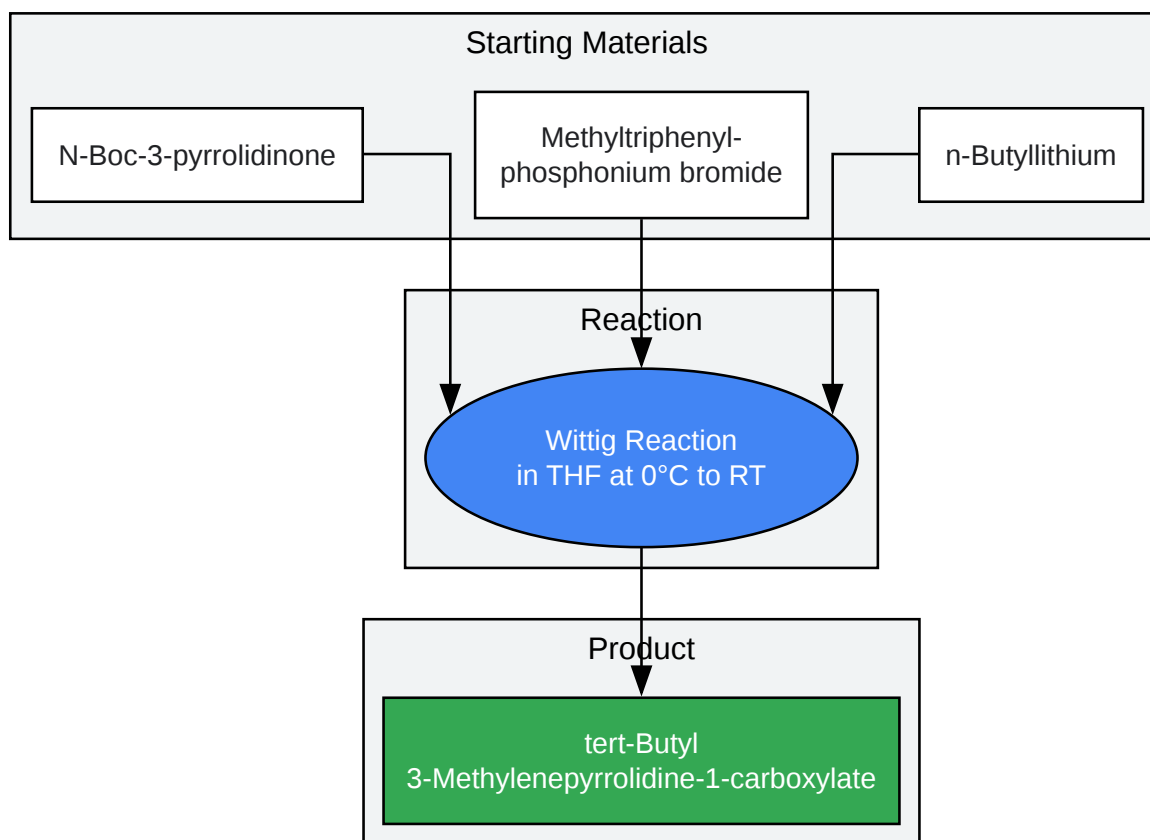 Starting Materials
N-Boc-3-pyrrolidinone
Methyltriphenyl-
phosphonium bromide
n-Butyllithium
Reaction
Wittig Reaction
in THF at 0°C to RT
Product
tert-Butyl
3-Methylenepyrrolidine-1-carboxylate